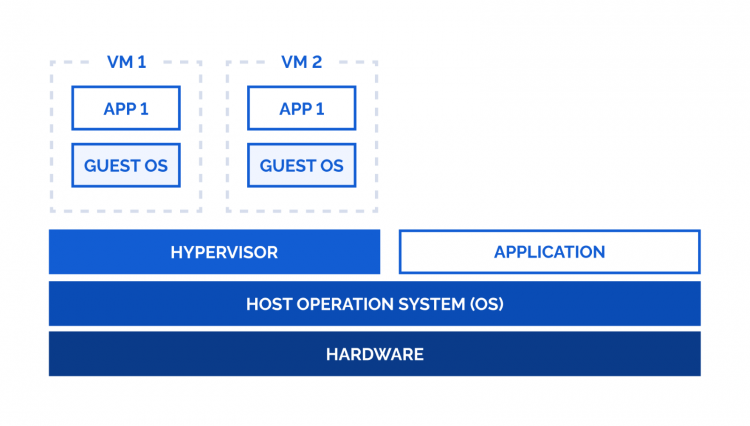 VM 1
VM 2
APP 1
APP 1
GUEST OS
GUEST OS
HYPERVISOR
APPLICATION
HOST OPERATION SYSTEM (OS)
HARDWARE